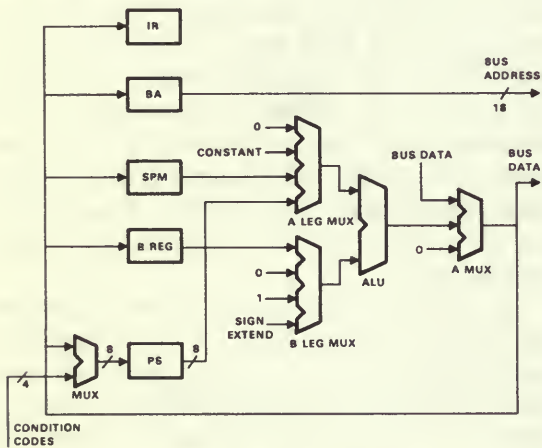 IR
BUS
ADDRESS
BA
18
0
CONSTANT
BUS DATA
BUS
DATA
SPM
A LEG MUX
B REG
0
0
A MUX
1
ALU
SIGN
EXTEND
B LEG MUX
8
PS
8
4
MUX
CONDITION
CODES